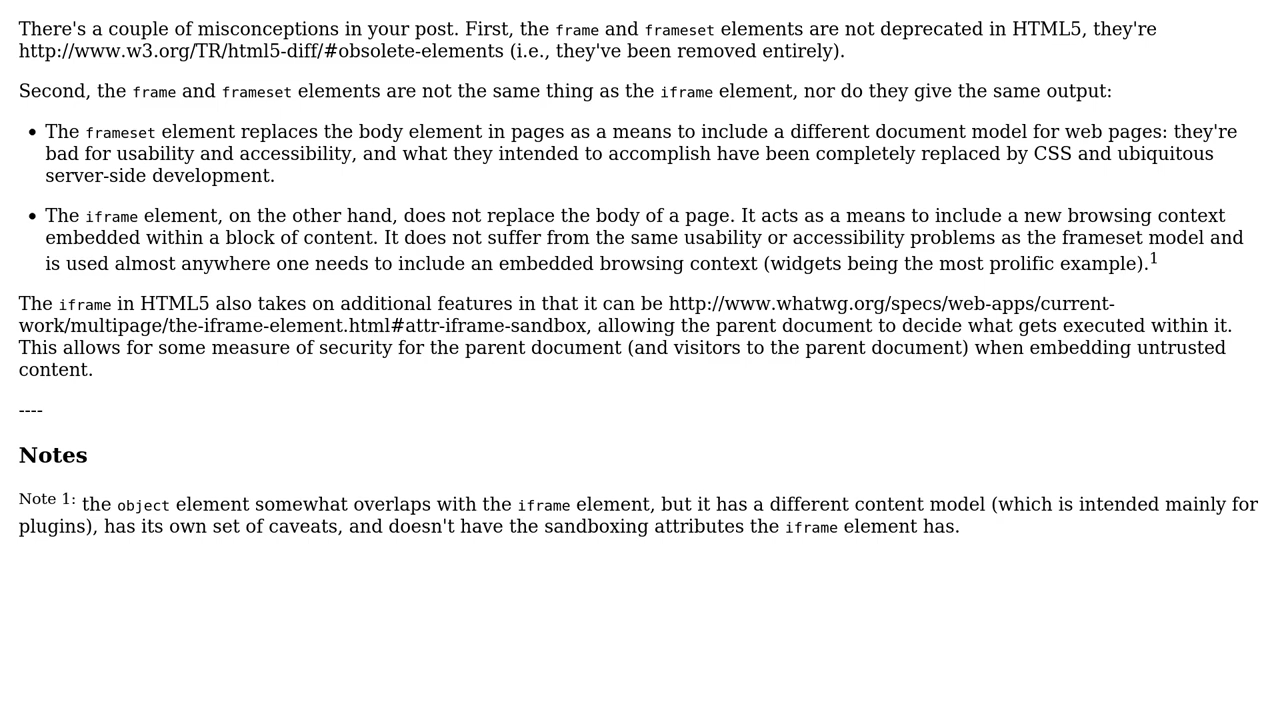 There's a couple of misconceptions in your post. First, the frame and frameset elements are not deprecated in HTML5, they're
http://www.w3.org/TR/html5-diff/#obsolete-elements (i.e., they've been removed entirely).
Second, the frame and frameset elements are not the same thing as the iframe element, nor do they give the same output:
• The frameset element replaces the body element in pages as a means to include a different document model for web pages: they're
bad for usability and accessibility, and what they intended to accomplish have been completely replaced by CSS and ubiquitous
server-side development.
• The iframe element, on the other hand, does not replace the body of a page. It acts as a means to include a new browsing context
embedded within a block of content. It does not suffer from the same usability or accessibility problems as the frameset model and
is used almost anywhere one needs to include an embedded browsing context (widgets being the most prolific example).1
The iframe in HTML5 also takes on additional features in that it can be http://www.whatwg.org/specs/web-apps/current-
work/multipage/the-iframe-element.html#attr-iframe-sandbox, allowing the parent document to decide what gets executed within it.
This allows for some measure of security for the parent document (and visitors to the parent document) when embedding untrusted
content.
----
Notes
Note 1: the object element somewhat overlaps with the iframe element, but it has a different content model (which is intended mainly for
plugins), has its own set of caveats, and doesn't have the sandboxing attributes the iframe element has.